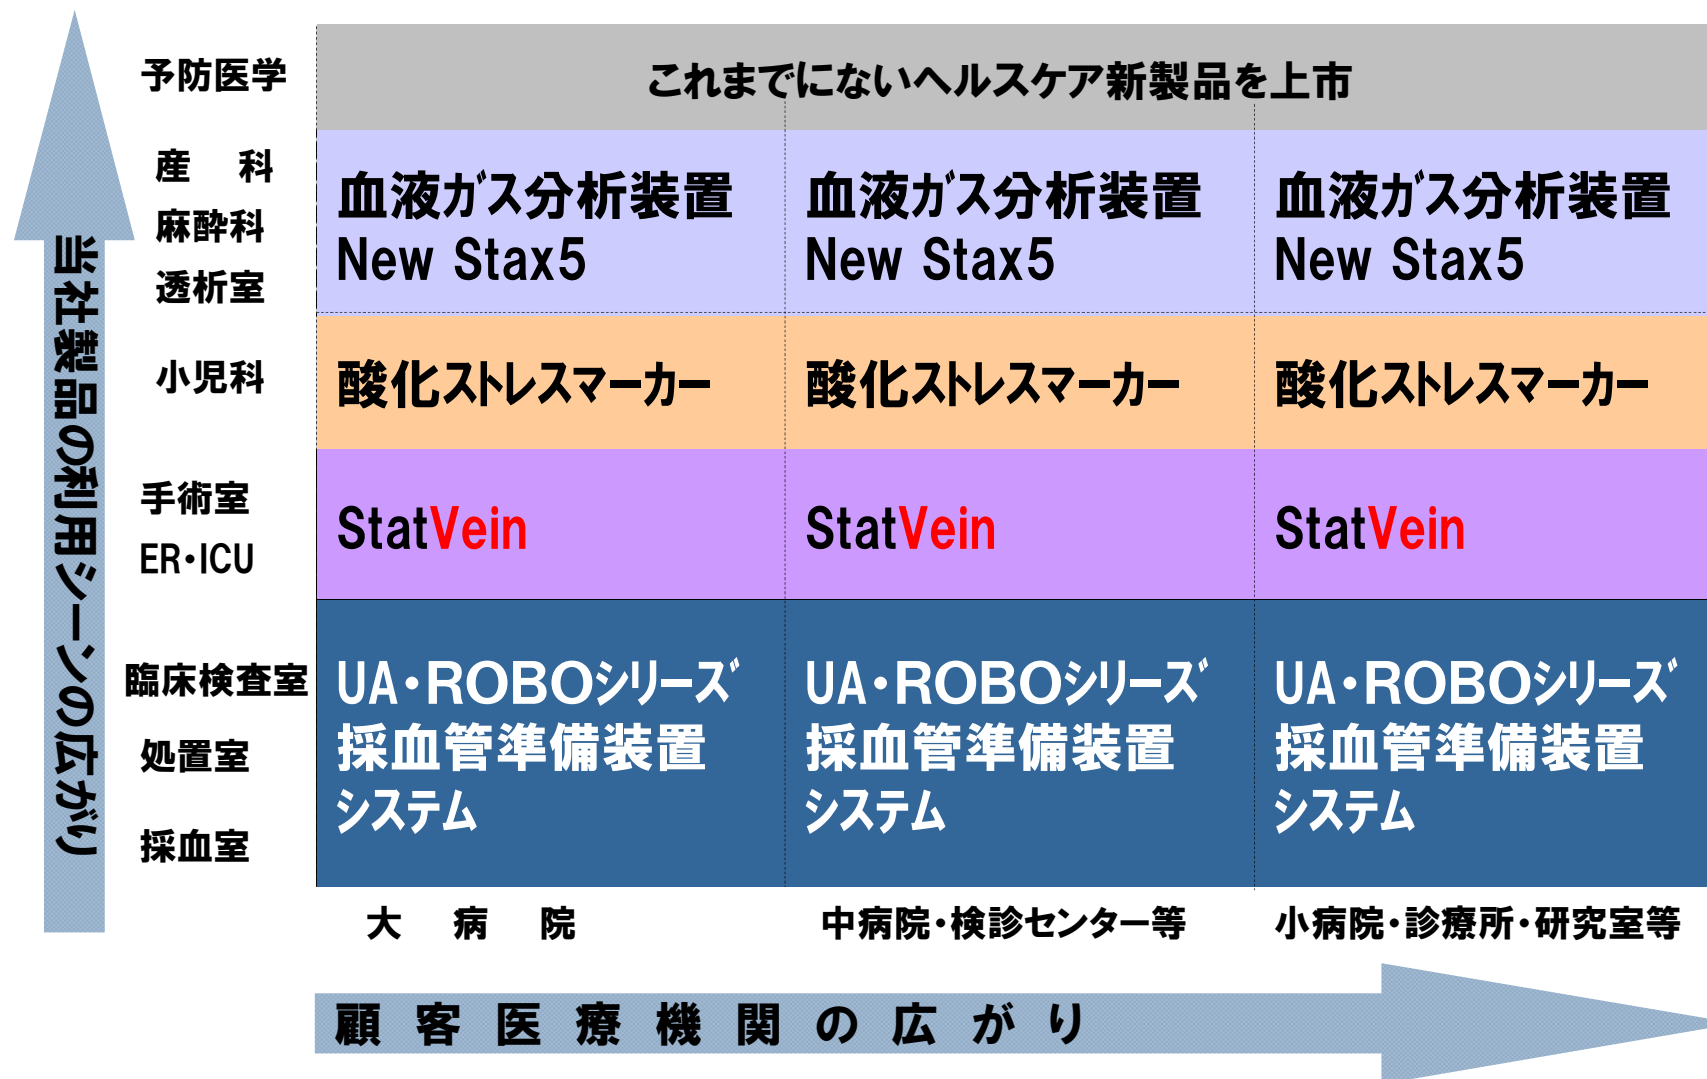 予防医学
これまでにないヘルスケア新製品を上市
産 科
麻酔科
透析室
血液ガス分析装置
New Stax5
血液ガス分析装置
New Stax5
血液ガス分析装置
New Stax5
小児科
酸化ストレスマーカー
酸化ストレスマーカー
酸化ストレスマーカー
手術室
ER・ICU
StatVein
StatVein
StatVein
臨床検査室
処置室
採血室
UA・ROBOシリーズ
採血管準備装置
システム
UA・ROBOシリーズ
採血管準備装置
システム
UA・ROBOシリーズ
採血管準備装置
システム
当社製品の利用シーンの広がり
大 病 院
中病院・検診センター等
小病院・診療所・研究室等
顧客医療機関の広がり